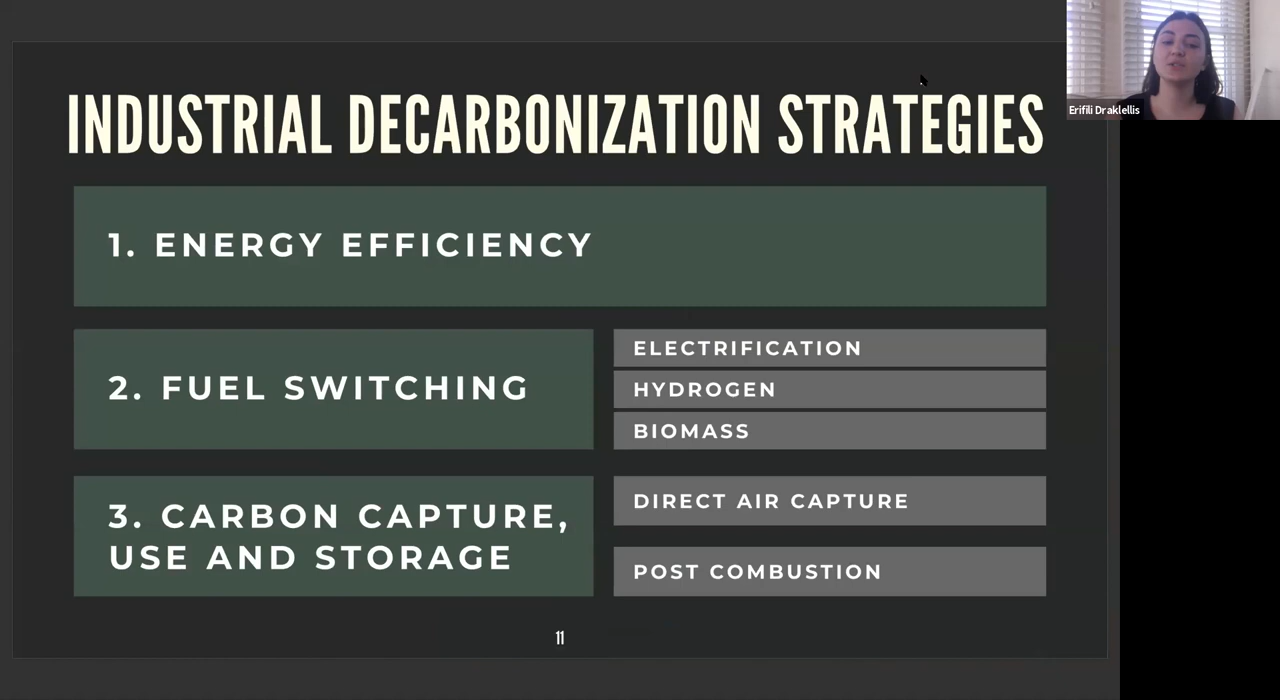 INDUSTRIAL DECARBONIZATION STRATEGIES
Erifili Draklellis
1. ENERGY EFFICIENCY
2. FUEL SWITCHING
ELECTRIFICATION
HYDROGEN
BIOMASS
3. CARBON CAPTURE,
USE AND STORAGE
DIRECT AIR CAPTURE
POST COMBUSTION
11